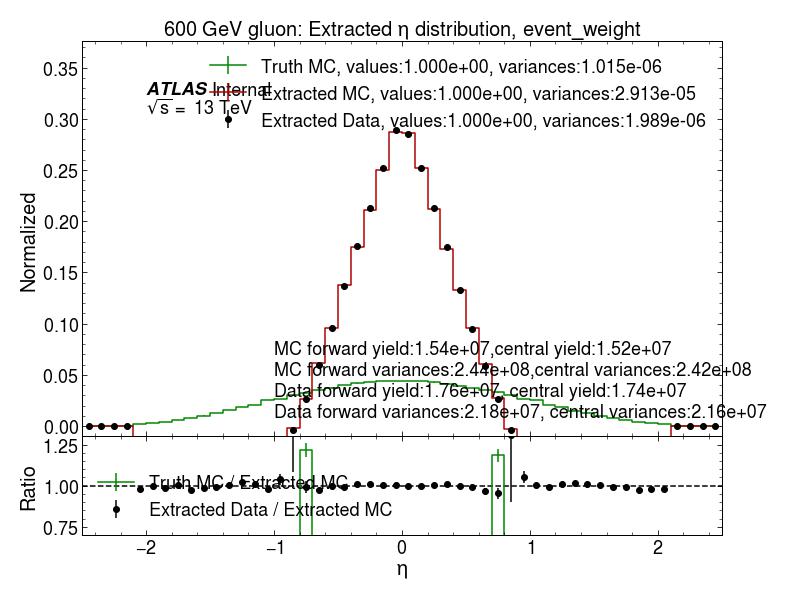 600 GeV gluon: Extracted η distribution, event_weight
Truth MC, values:1.000e+00, variances:1.015e-06
ATLAS Internal
Extracted MC, values:1.000e+00, variances:2.913e-05
√s = 13 TeV
Extracted Data, values:1.000e+00, variances:1.989e-06
0.35
0.30
0.25
0.20
0.15
0.10
0.05
0.00
Normalized
MC forward yield:1.54e+07,central yield:1.52e+07
MC forward variances:2.44e+08,central variances:2.42e+08
Data forward yield:1.76e+07, central yield:1.74e+07
Data forward variances:2.18e+07, central variances:2.16e+07
1.25
1.00
0.75
Ratio
Truth MC / Extracted MC
Extracted Data / Extracted MC
−2 −1 0 1 2
η